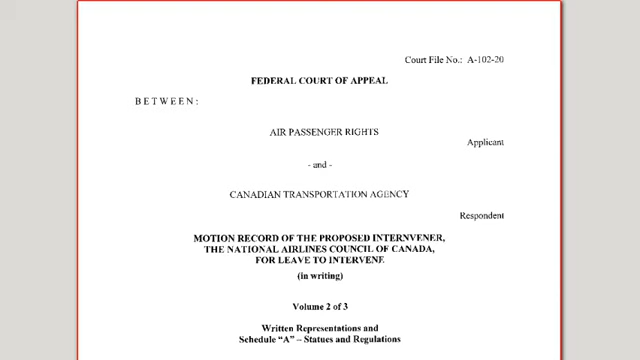 Court File No.: A-102-20
FEDERAL COURT OF APPEAL
B E T W E E N :
AIR PASSENGER RIGHTS
Applicant
- and -
CANADIAN TRANSPORTATION AGENCY
Respondent
MOTION RECORD OF THE PROPOSED INTERNVENER,
THE NATIONAL AIRLINES COUNCIL OF CANADA,
FOR LEAVE TO INTERVENE
(in writing)
Volume 2 of 3
Written Representations and
Schedule “A” – Statues and Regulations